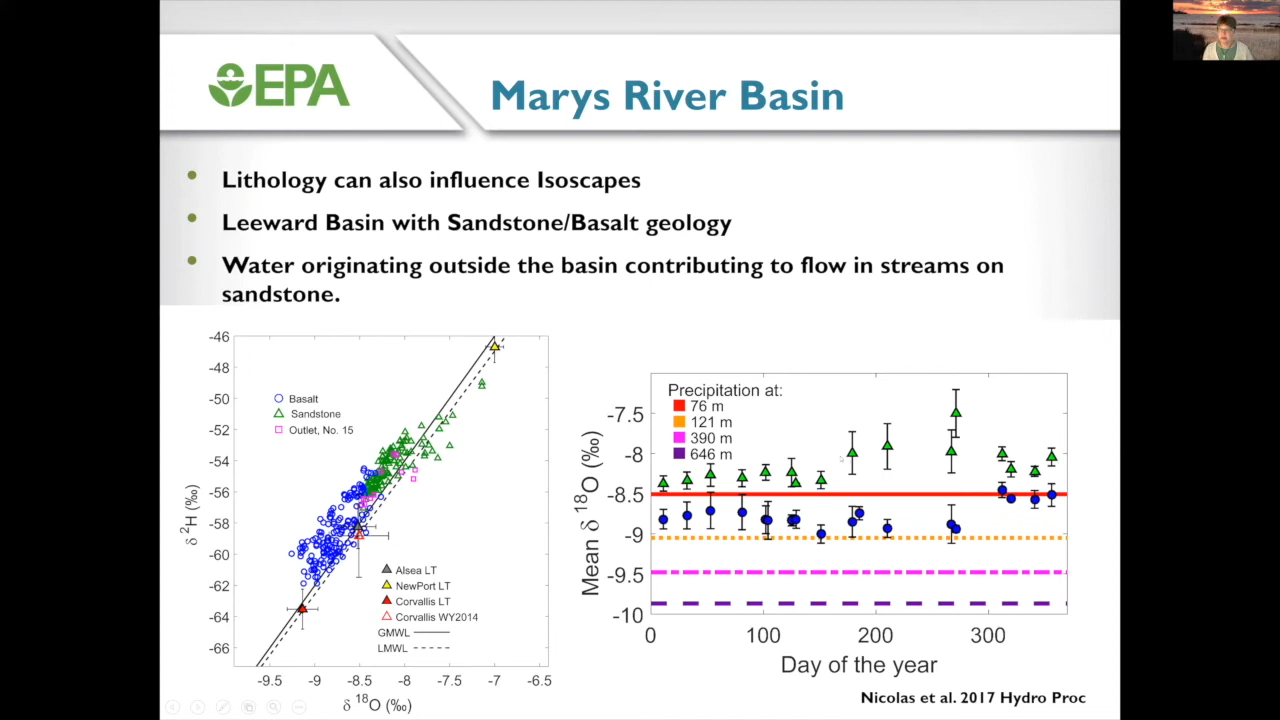 EPA
Marys River Basin
Lithology can also influence Isoscapes
Leeward Basin with Sandstone/Basalt geology
Water originating outside the basin contributing to flow in streams on
sandstone.
-46
-48
-50
-52
-54
-56
-58
-60
-62
-64
-66
δ 2H (‰)
Basalt
Sandstone
Outlet, No. 15
Alsea LT
NewPort LT
Corvallis LT
Corvallis WY2014
GMWL
LMWL
-9.5 -9 -8.5 -8 -7.5 -7 -6.5
δ 18O (‰)
Precipitation at:
76 m
121 m
390 m
646 m
-7.5
-8
-8.5
-9
-9.5
-10
Mean δ 18O (‰)
0 100 200 300
Day of the year
Nicolas et al. 2017 Hydro Proc